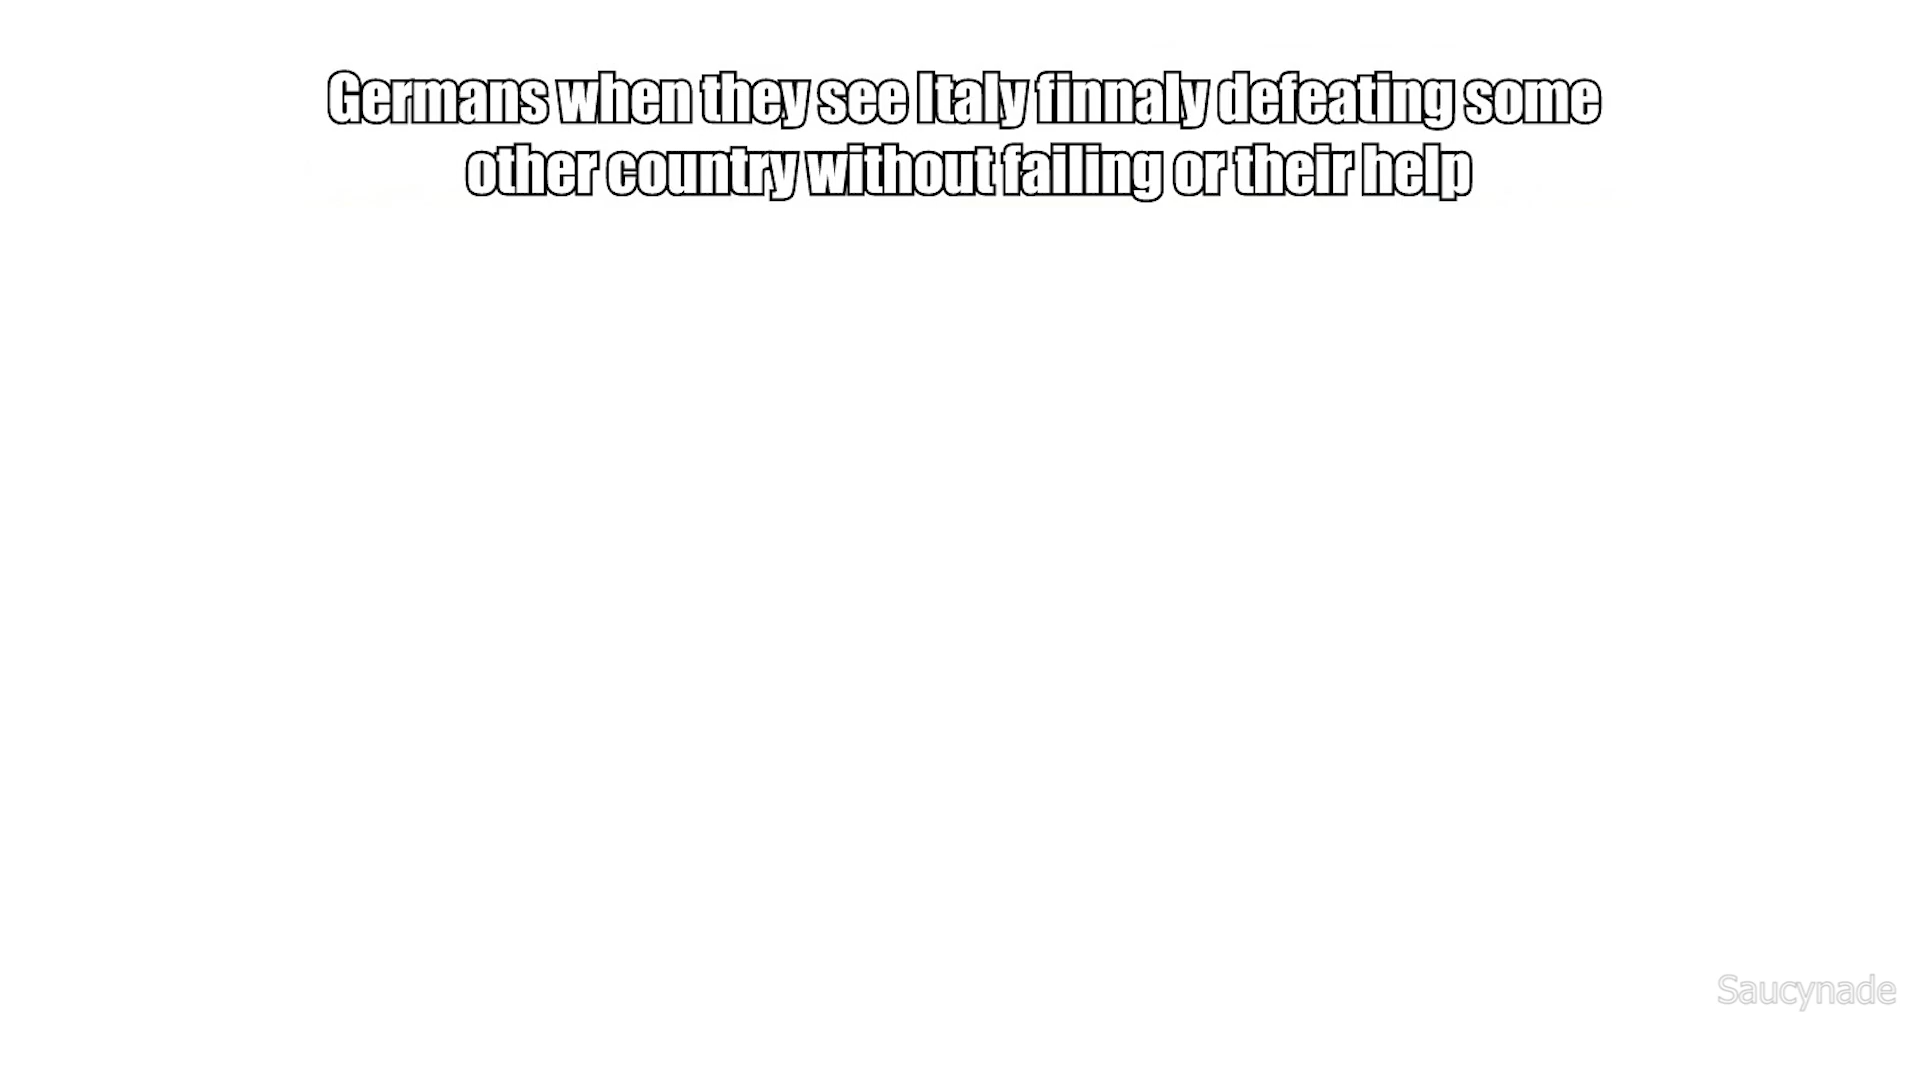 Germans when they see Italy finnaly defeating some
other country without failing or their help
Saucynade